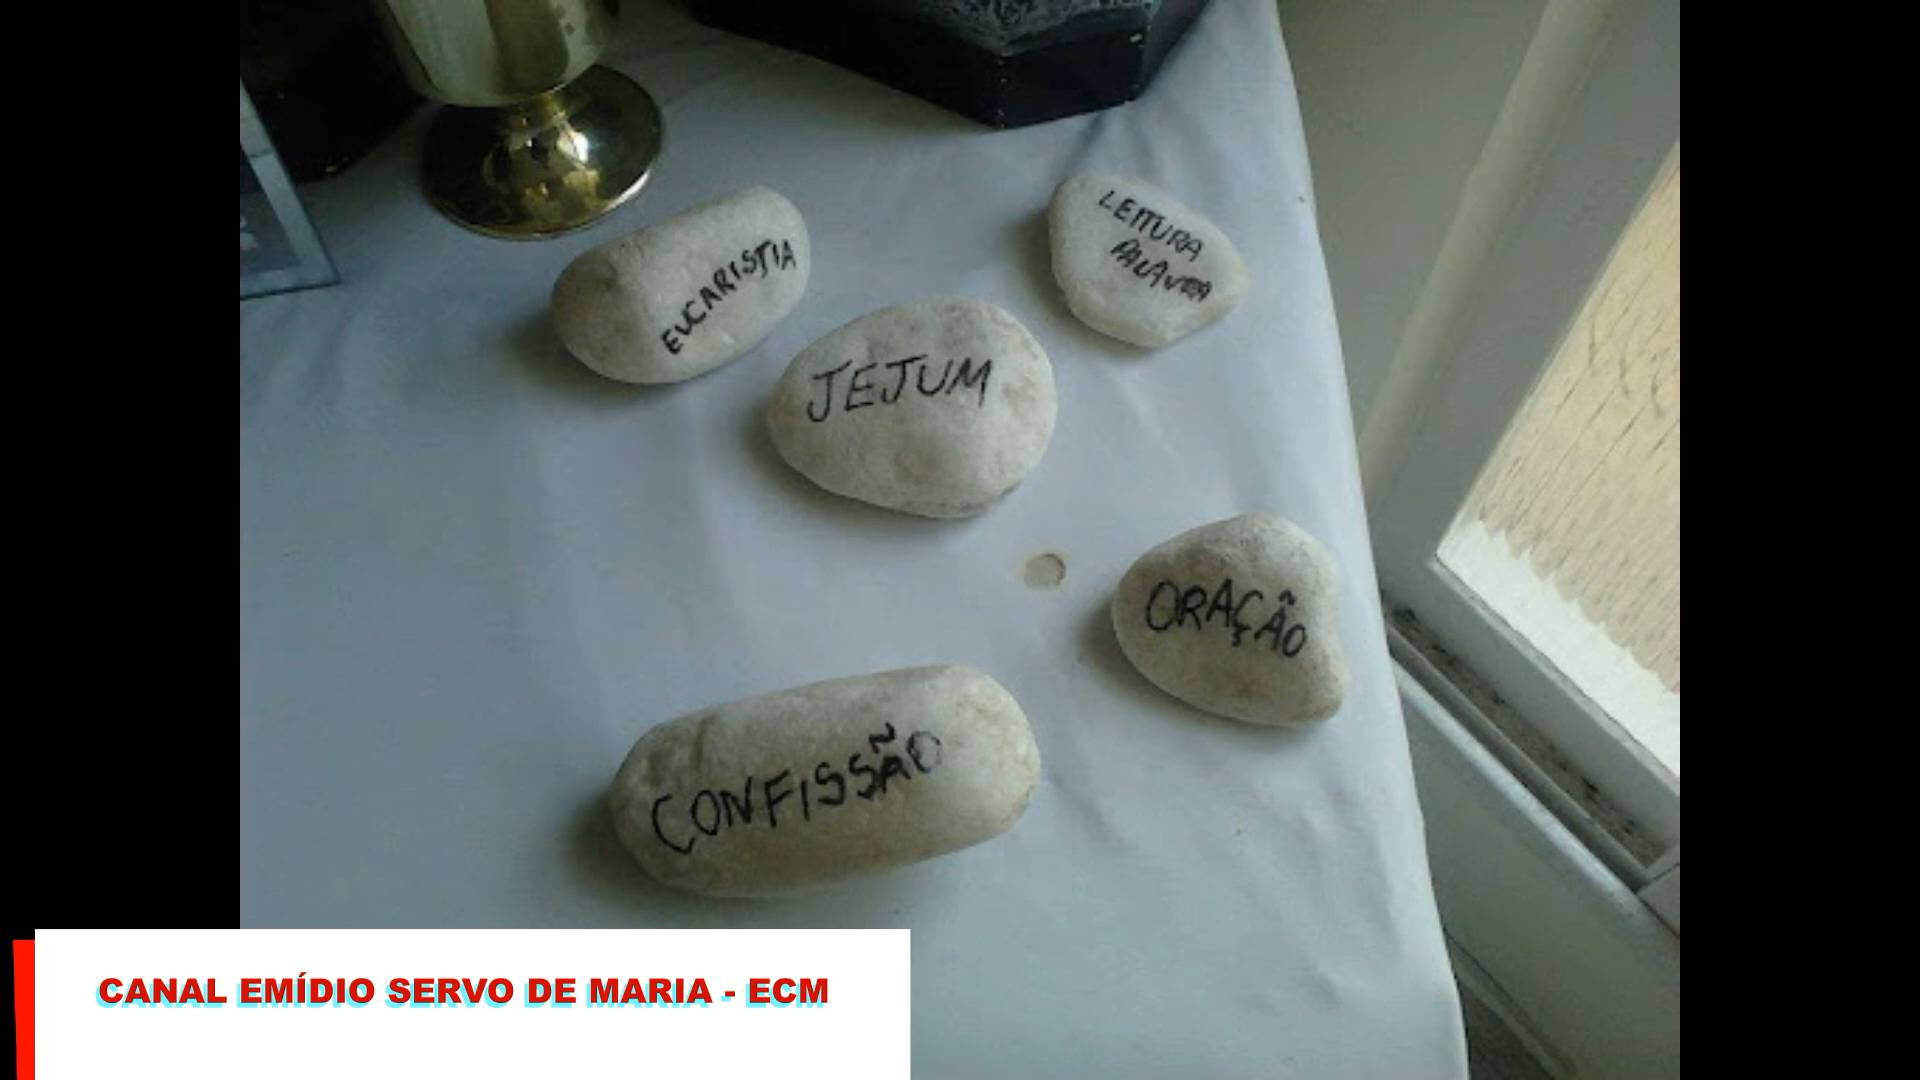 EUCARISTIA
LEITURA
PALAVRA
JEJUM
ORAÇÃO
CONFISSÃO
CANAL EMÍDIO SERVO DE MARIA - ECM